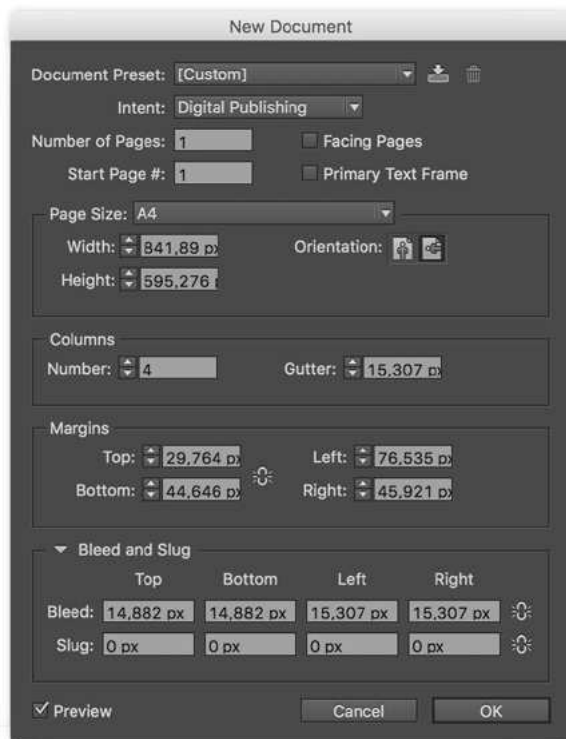 New Document
Document Preset: [Custom]
Intent: Digital Publishing
Number of Pages: 1 Facing Pages
Start Page #: 1 Primary Text Frame
Page Size: A4
Width: 841,89 px Orientation:
Height: 595,276
Columns
Number: 4 Gutter: 15,307 px
Margins
Top: 29,764 px Left: 76,535 px
Bottom: 44,646 px Right: 45,921 px
Bleed and Slug
Top Bottom Left Right
Bleed: 14,882 px 14,882 px 15,307 px 15,307 px
Slug: 0 px 0 px 0 px 0 px
Preview Cancel OK